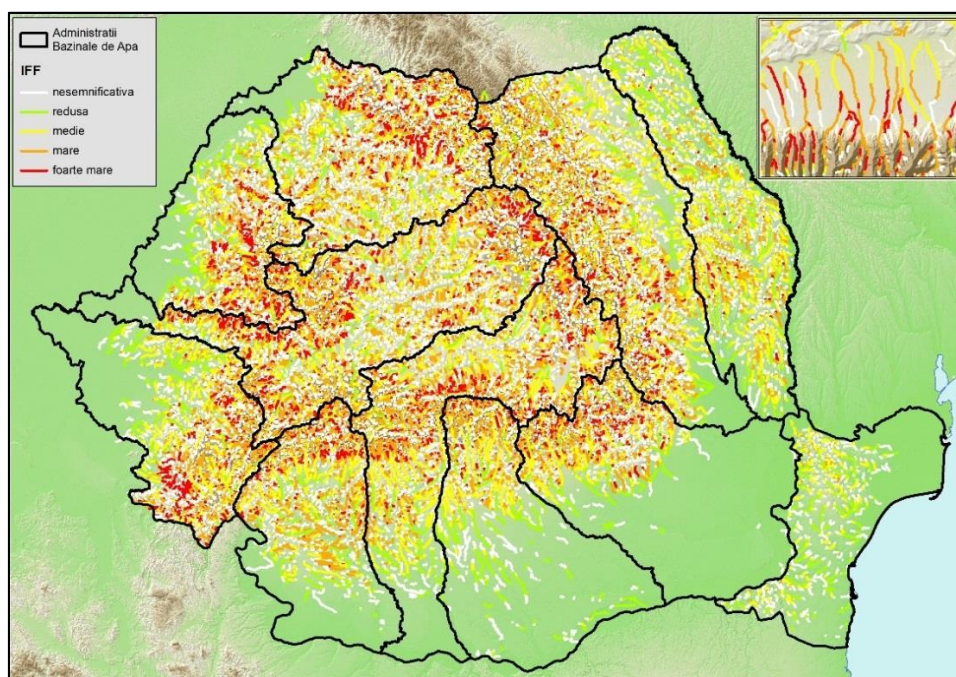 Administratii
Bazinale de Apa
IFF
nesemnificativa
redusa
medie
mare
foarte mare